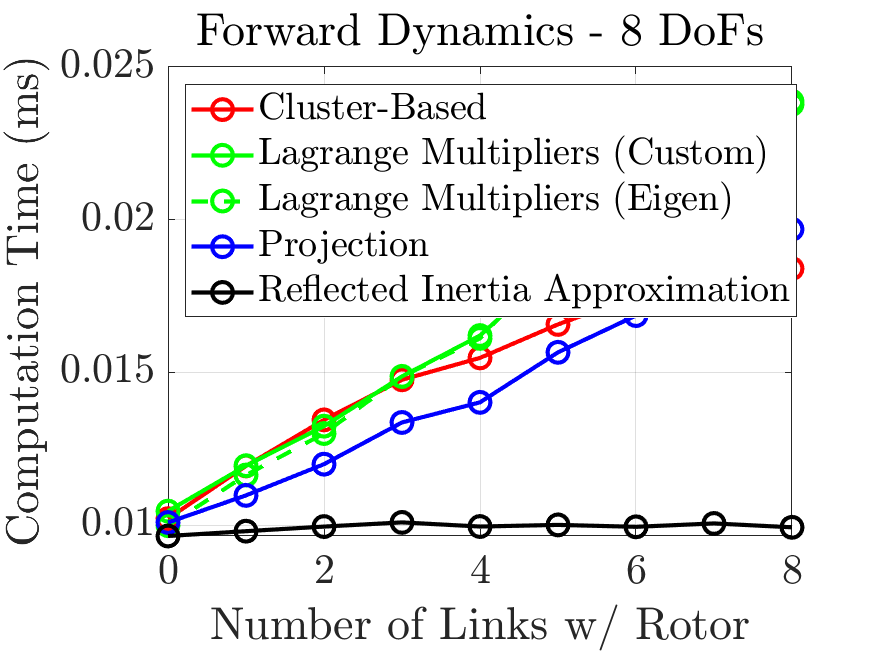 Forward Dynamics - 8 DoFs
Computation Time (ms)
0.025
0.02
0.015
0.01
Cluster-Based
Lagrange Multipliers (Custom)
Lagrange Multipliers (Eigen)
Projection
Reflected Inertia Approximation
0 2 4 6 8
Number of Links w/ Rotor